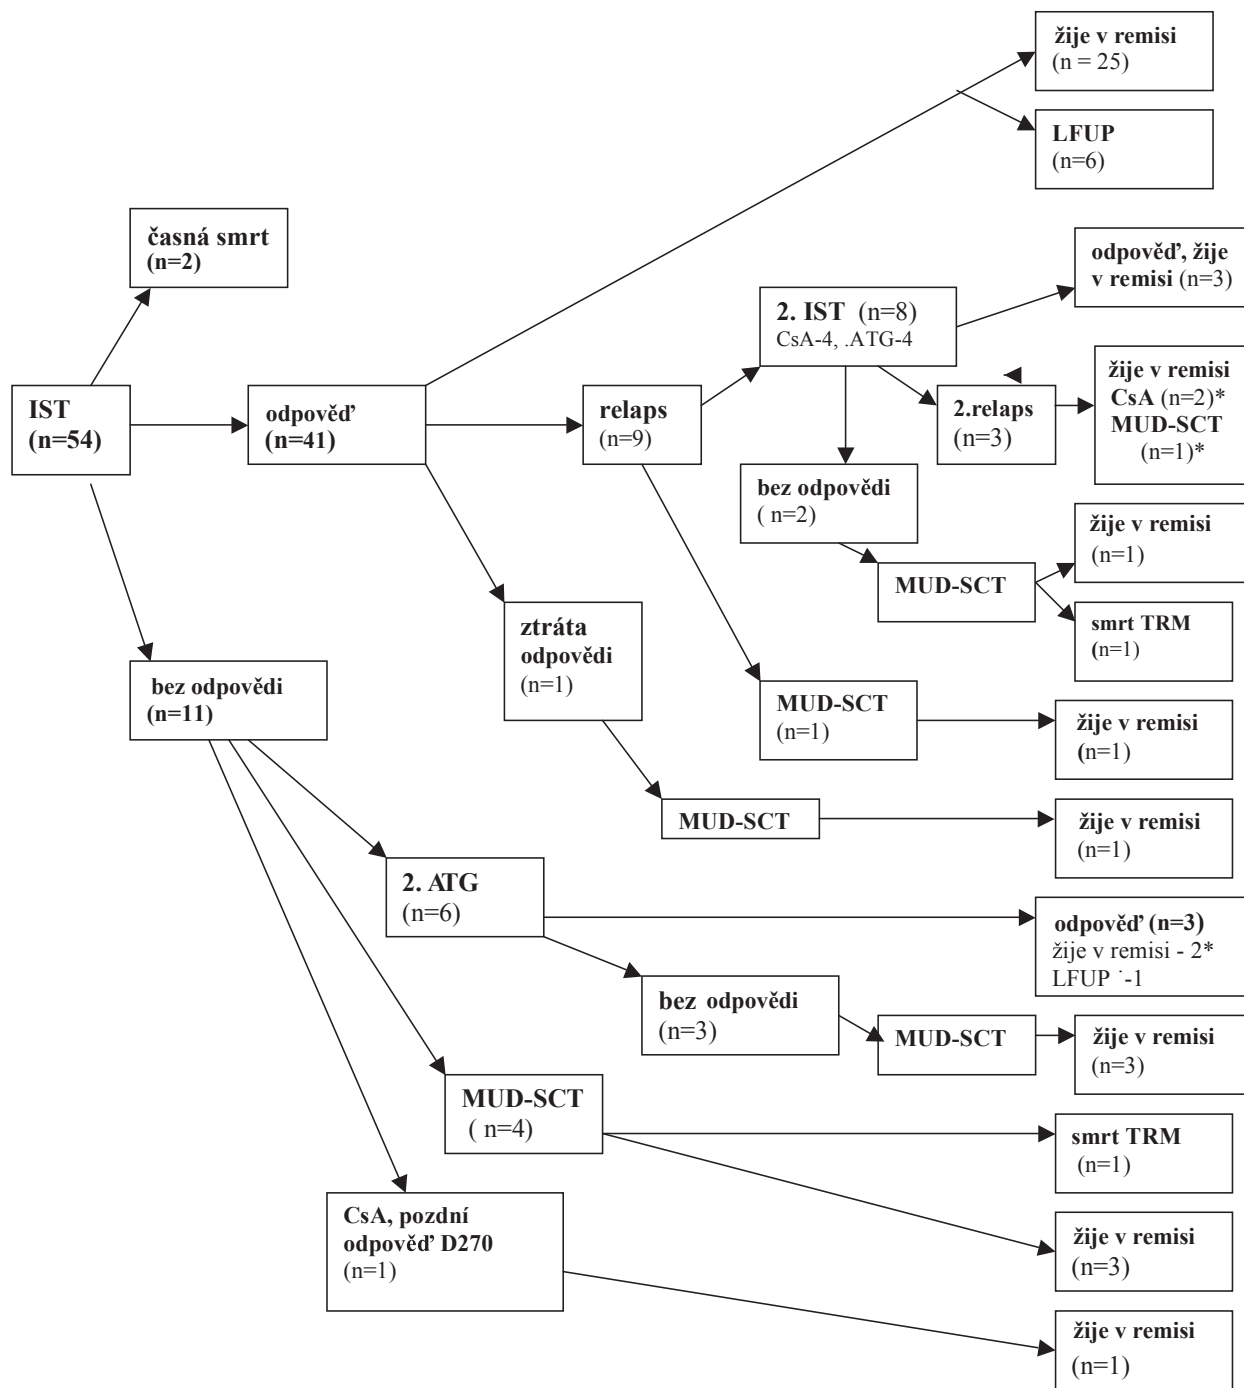 žije v remisi
(n = 25)
LFUP
(n=6)
časná smrt
(n=2)
odpověď, žije
v remisi (n=3)
2. IST (n=8)
CsA-4, .ATG-4
IST
(n=54)
odpověď
(n=41)
relaps
(n=9)
2.relaps
(n=3)
žije v remisi
CsA (n=2)*
MUD-SCT
(n=1)*
bez odpovědi
( n=2)
MUD-SCT
žije v remisi
(n=1)
smrt TRM
(n=1)
ztráta
odpovědi
(n=1)
bez odpovědi
(n=11)
MUD-SCT
(n=1)
žije v remisi
(n=1)
MUD-SCT
žije v remisi
(n=1)
2. ATG
(n=6)
odpověď (n=3)
žije v remisi - 2*
LFUP ˙-1
bez odpovědi
(n=3)
MUD-SCT
žije v remisi
(n=3)
MUD-SCT
( n=4)
smrt TRM
(n=1)
CsA, pozdní
odpověď D270
(n=1)
žije v remisi
(n=3)
žije v remisi
(n=1)